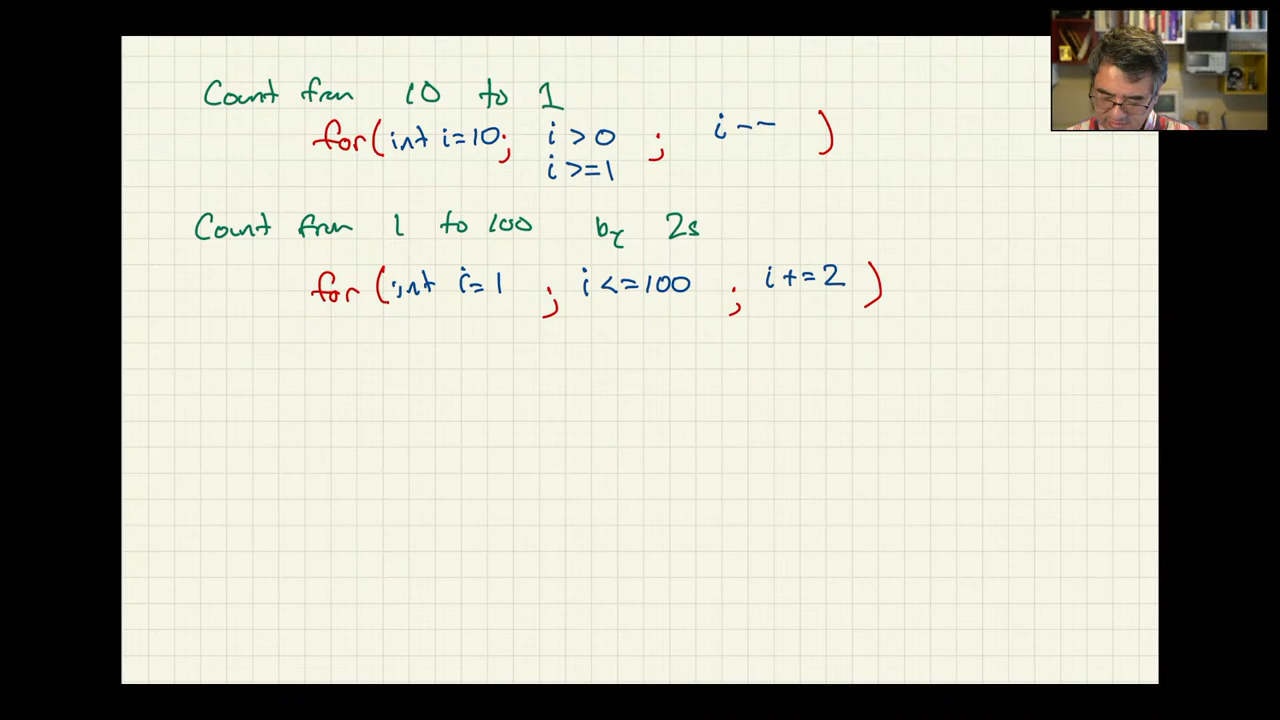 Count from 10 to 1
for(int i=10; i>0 ; i-- )
i>=1
Count from 1 to 100 by 2s
for (int i=1 ; i<=100 ; i+=2 )